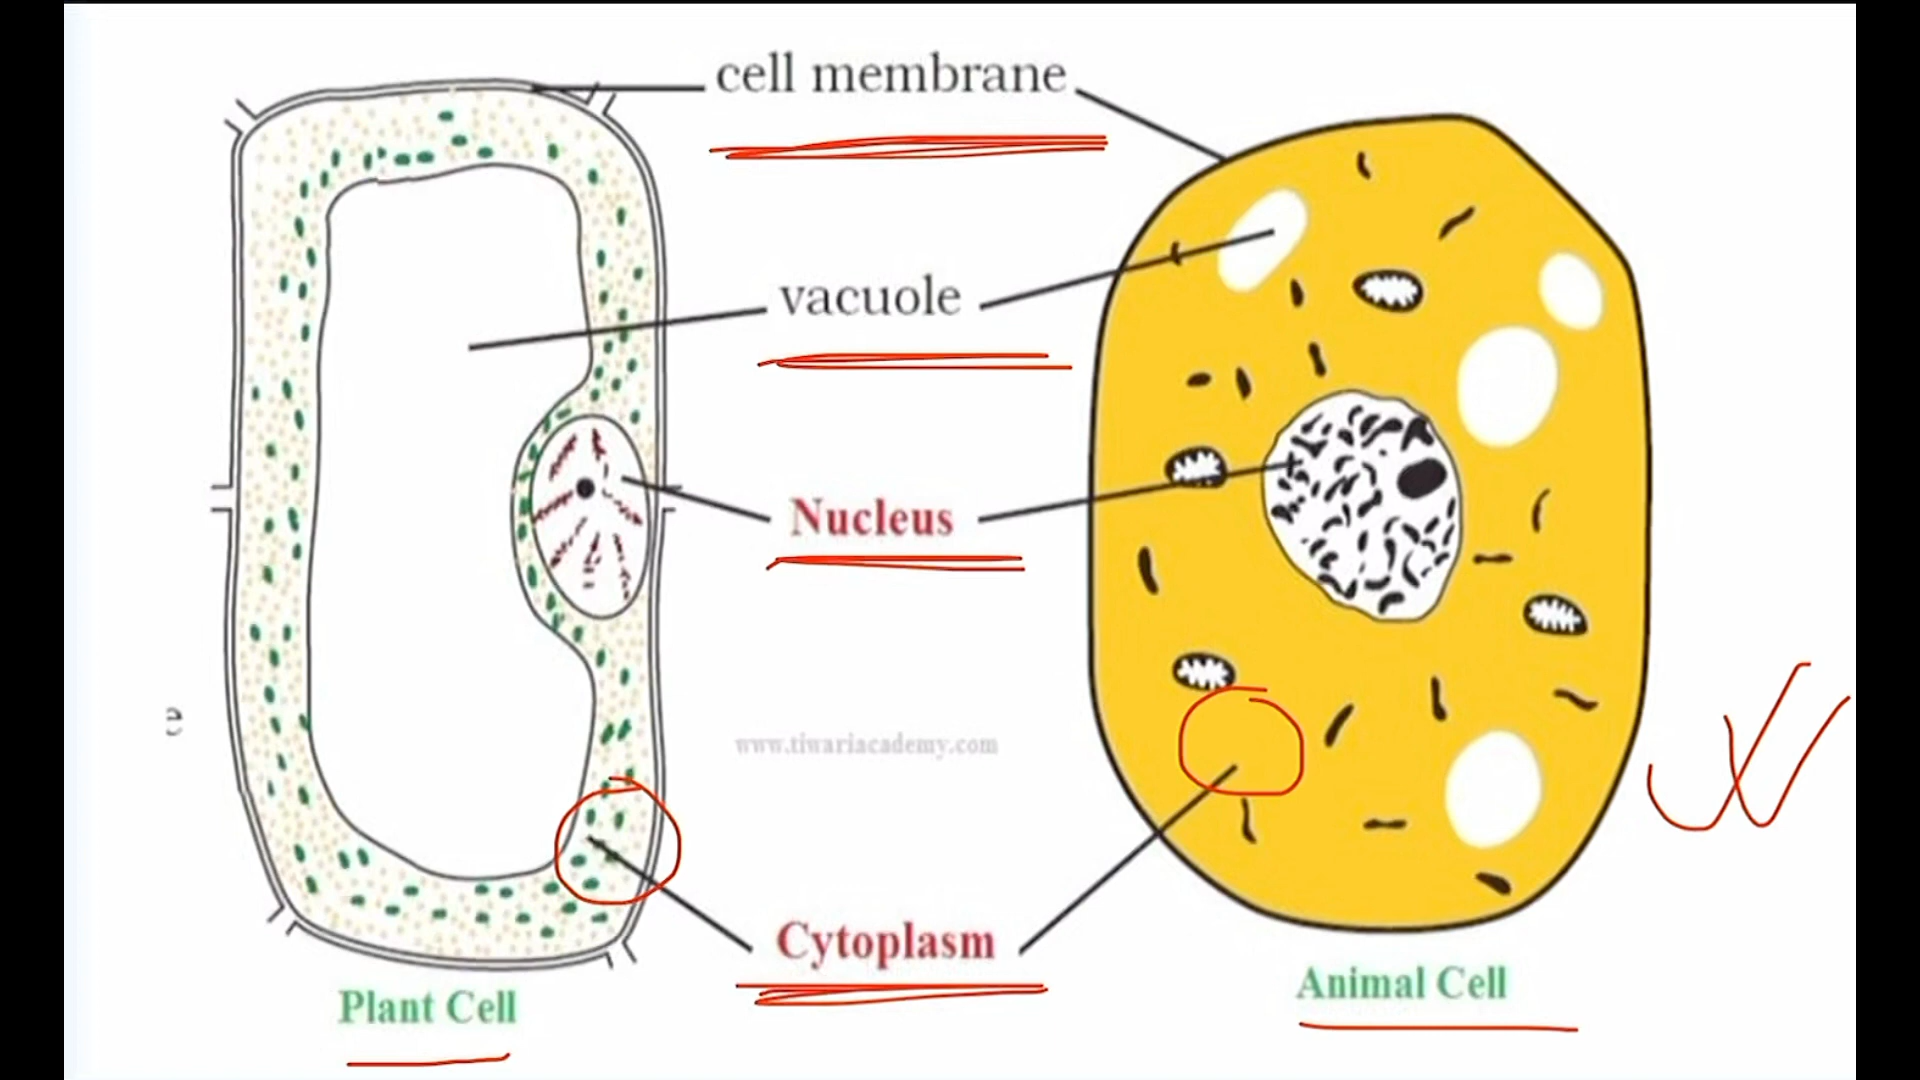 cell membrane
vacuole
Nucleus
e
www.tiwariacademy.com
Cytoplasm
Plant Cell
Animal Cell